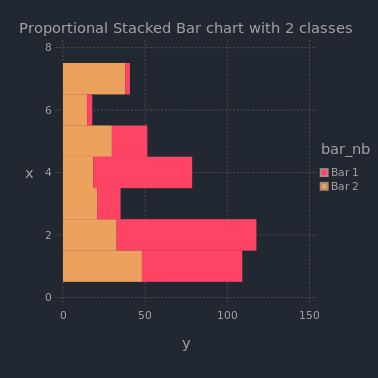 Proportional Stacked Bar chart with 2 classes
8
6
4
2
0
x
0 50 100 150
y
bar_nb
Bar 1
Bar 2